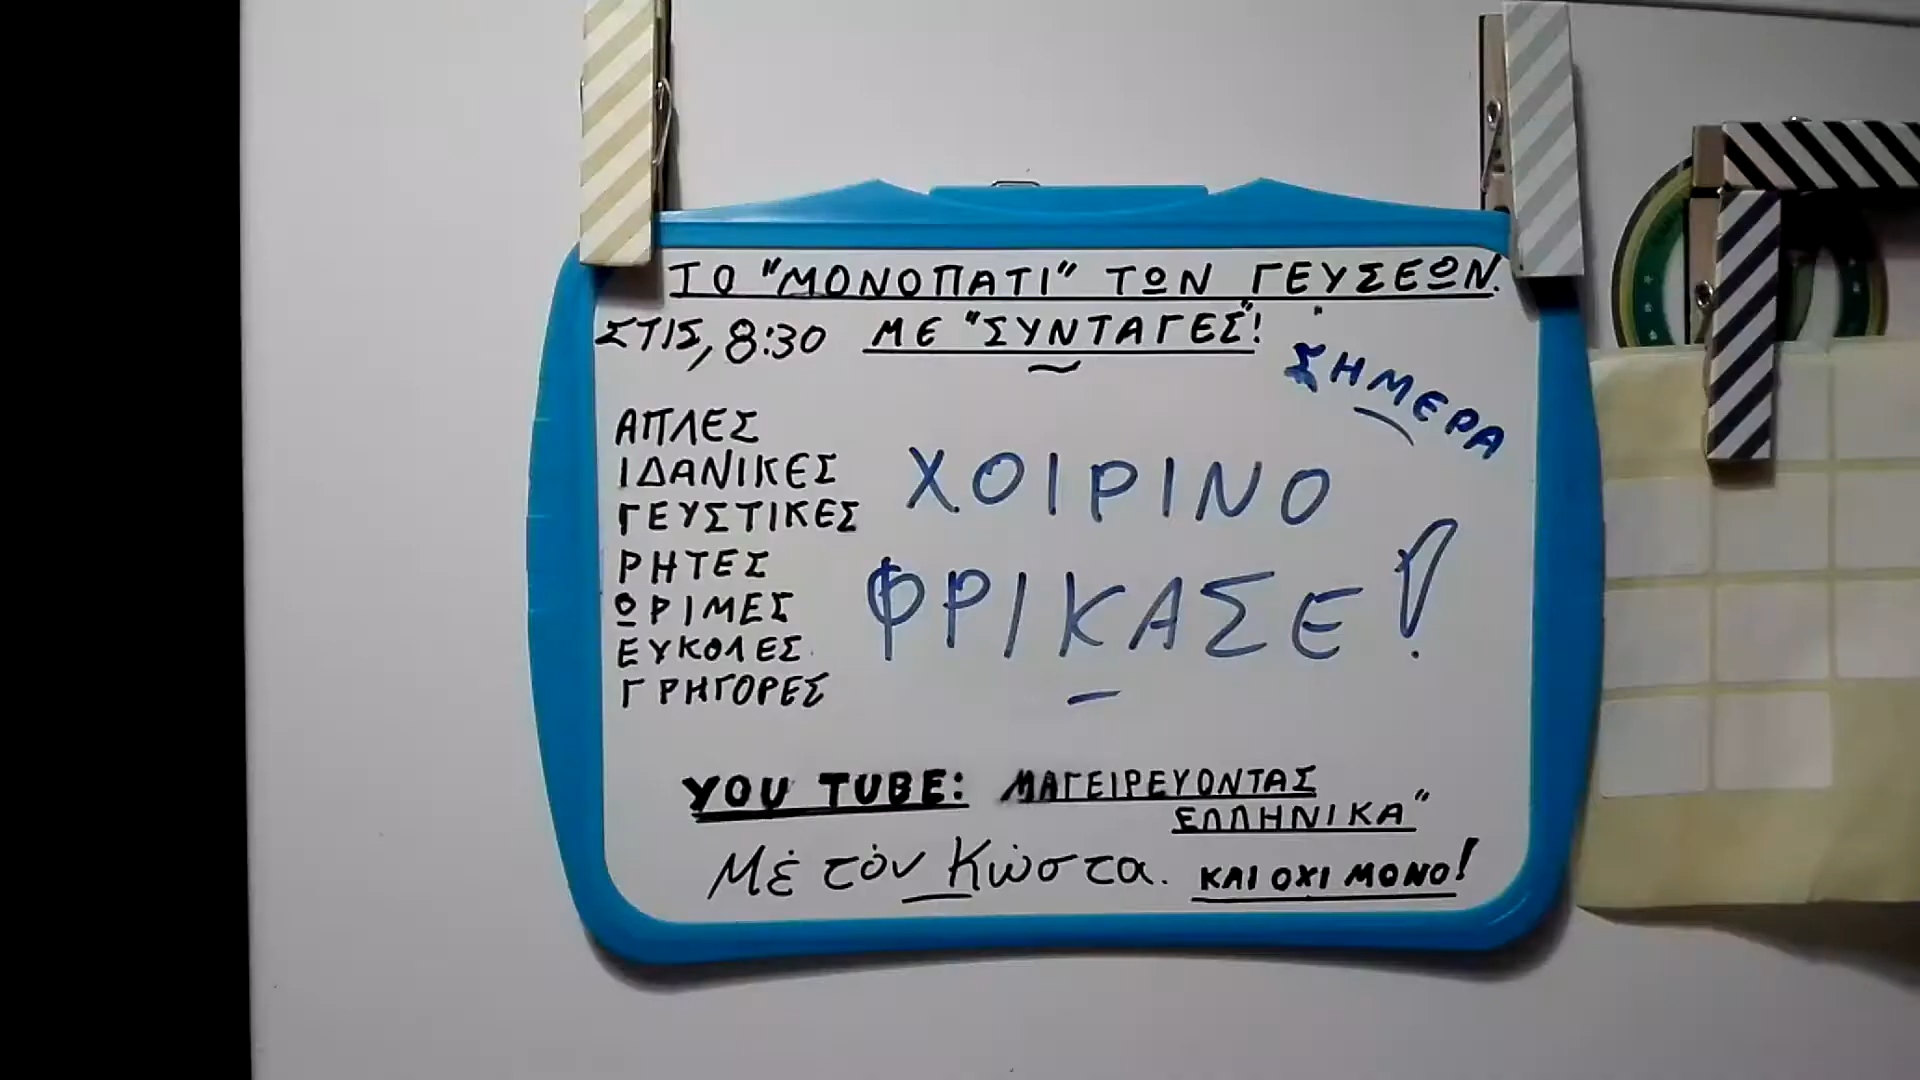 ΤΟ "ΜΟΝΟΠΑΤΙ" ΤΩΝ ΓΕΥΣΕΩΝ.
ΣΤΙΣ, 8:30 ΜΕ "ΣΥΝΤΑΓΕΣ"!
ΣΗΜΕΡΑ
ΑΠΛΕΣ
ΙΔΑΝΙΚΕΣ
ΓΕΥΣΤΙΚΕΣ
ΡΗΤΕΣ
ΩΡΙΜΕΣ
ΕΥΚΟΛΕΣ
ΓΡΗΓΟΡΕΣ
ΧΟΙΡΙΝΟ
ΦΡΙΚΑΣΕ!
YOU TUBE: ΜΑΓΕΙΡΕΥΟΝΤΑΣ
ΕΛΛΗΝΙΚΑ"
Μέ τόν Κώστα. ΚΑΙ ΟΧΙ ΜΟΝΟ!